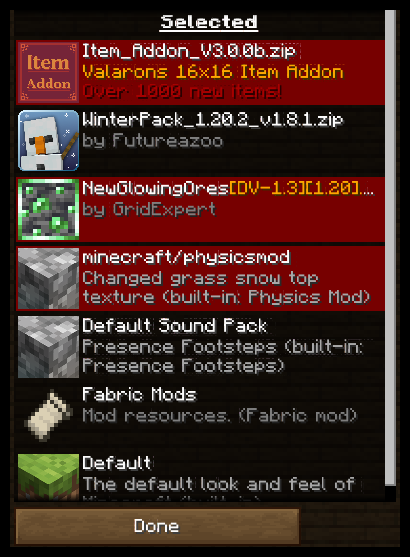 Selected
Item_Addon_V3.0.0b.zip
Item
Addon
Valarons 16x16 Item Addon
Over 1000 new items!
WinterPack_1.20.2_v1.8.1.zip
by Futureazoo
NewGlowingOres[DV-1.3][1.20]....
by GridExpert
minecraft/physicsmod
Changed grass snow top
texture (built-in: Physics Mod)
Default Sound Pack
Presence Footsteps (built-in:
Presence Footsteps)
Fabric Mods
Mod resources. (Fabric mod)
Default
The default look and feel of
Minecraft (built-in)
Done